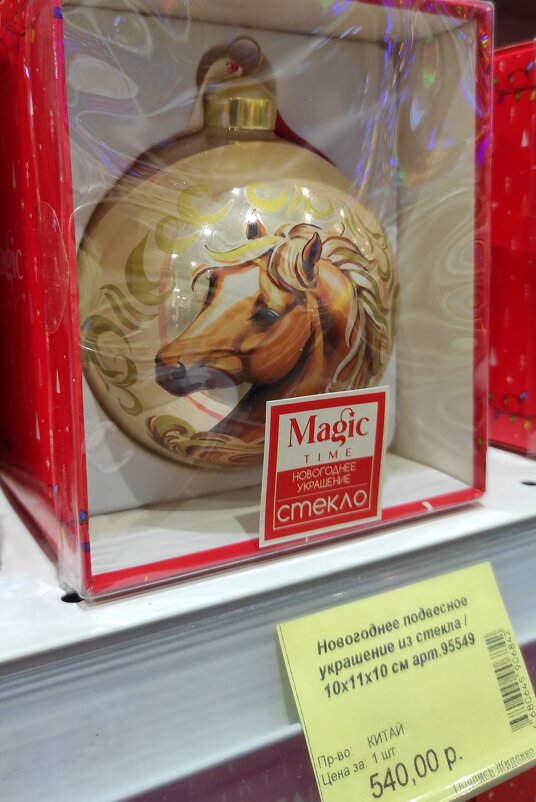 Magic
Magic
TIME
НОВОГОДНЕЕ
УКРАШЕНИЕ
СТЕКЛО
Новогоднее подвесное
украшение из стекла /
10x11x10 см арт.95549
Пр-во: КИТАЙ
Цена за: 1 шт
540,00 р.